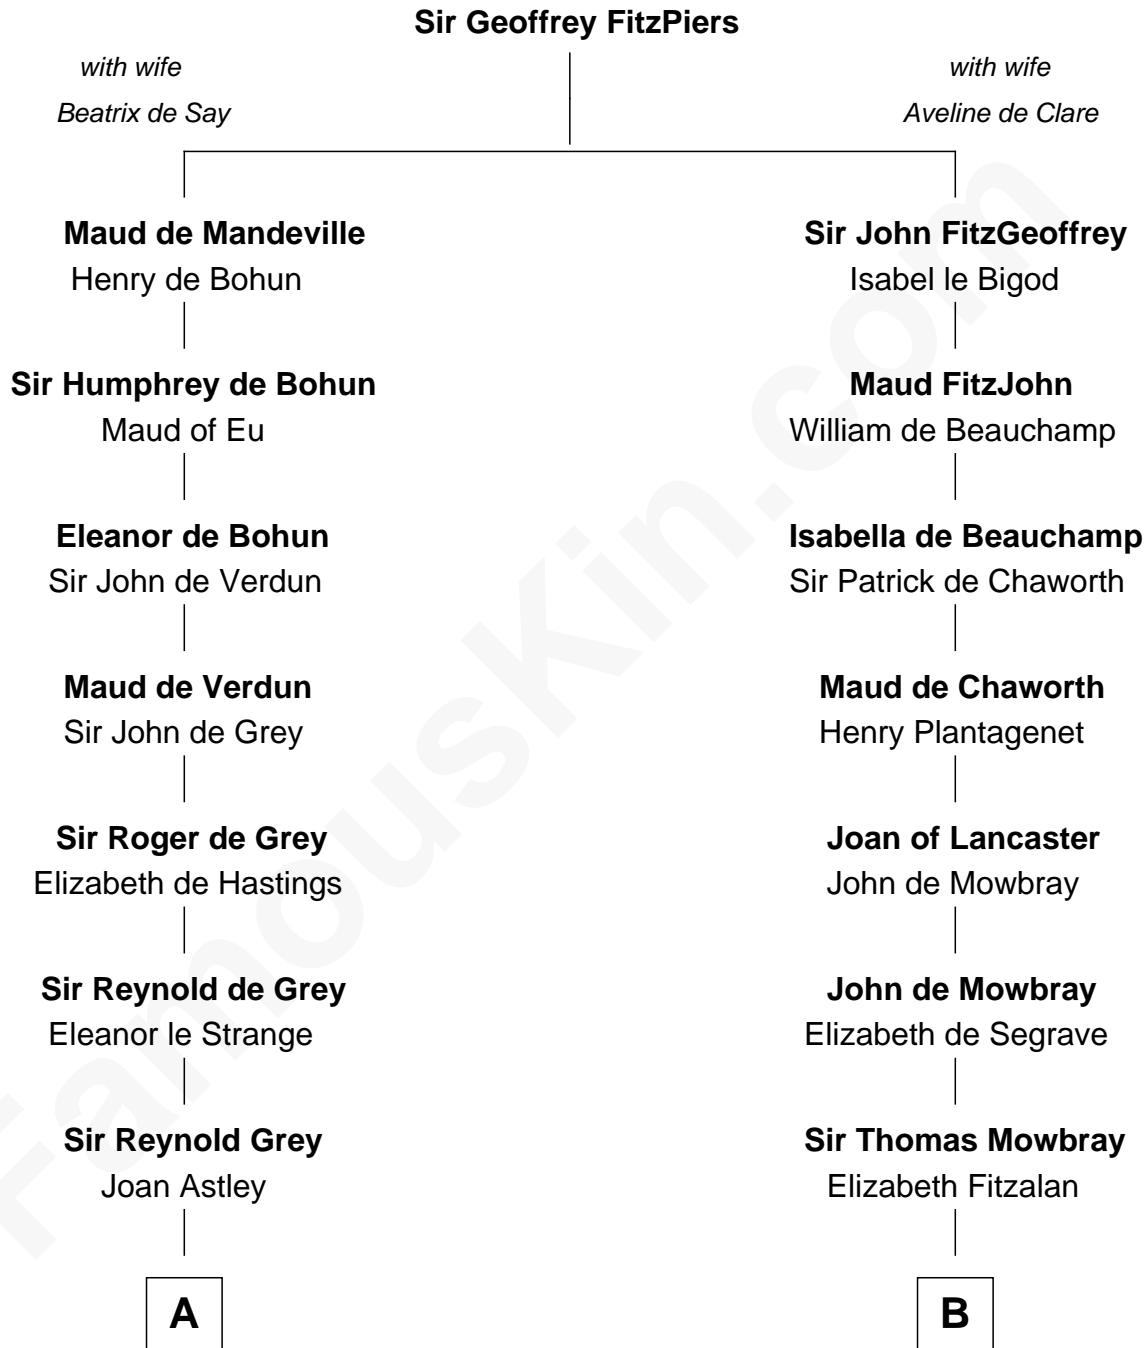 Sir Geoffrey FitzPiers
with wife
Beatrix de Say
with wife
Aveline de Clare
Maud de Mandeville
Henry de Bohun
Sir John FitzGeoffrey
Isabel le Bigod
Sir Humphrey de Bohun
Maud of Eu
Maud FitzJohn
William de Beauchamp
Eleanor de Bohun
Sir John de Verdun
Isabella de Beauchamp
Sir Patrick de Chaworth
Maud de Verdun
Sir John de Grey
Maud de Chaworth
Henry Plantagenet
Sir Roger de Grey
Elizabeth de Hastings
Joan of Lancaster
John de Mowbray
Sir Reynold de Grey
Eleanor le Strange
John de Mowbray
Elizabeth de Segrave
Sir Reynold Grey
Joan Astley
Sir Thomas Mowbray
Elizabeth Fitzalan
A
B
FamousKin.com